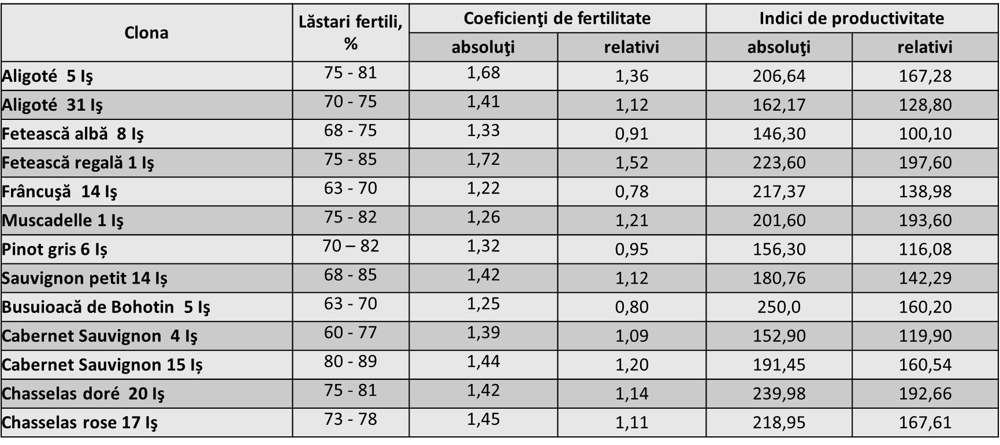 Clona Lăstari fertili, % Coeficienţi de fertilitate Indici de productivitate
absoluţi relativi absoluţi relativi
Aligoté 5 Iş 75 - 81 1,68 1,36 206,64 167,28
Aligoté 31 Iş 70 - 75 1,41 1,12 162,17 128,80
Fetească albă 8 Iş 68 - 75 1,33 0,91 146,30 100,10
Fetească regală 1 Iş 75 - 85 1,72 1,52 223,60 197,60
Frâncuşă 14 Iş 63 - 70 1,22 0,78 217,37 138,98
Muscadelle 1 Iş 75 - 82 1,26 1,21 201,60 193,60
Pinot gris 6 Iș 70 – 82 1,32 0,95 156,30 116,08
Sauvignon petit 14 Iș 68 - 85 1,42 1,12 180,76 142,29
Busuioacă de Bohotin 5 Iş 63 - 70 1,25 0,80 250,0 160,20
Cabernet Sauvignon 4 Iş 60 - 77 1,39 1,09 152,90 119,90
Cabernet Sauvignon 15 Iș 80 - 89 1,44 1,20 191,45 160,54
Chasselas doré 20 Iş 75 - 81 1,42 1,14 239,98 192,66
Chasselas rose 17 Iş 73 - 78 1,45 1,11 218,95 167,61